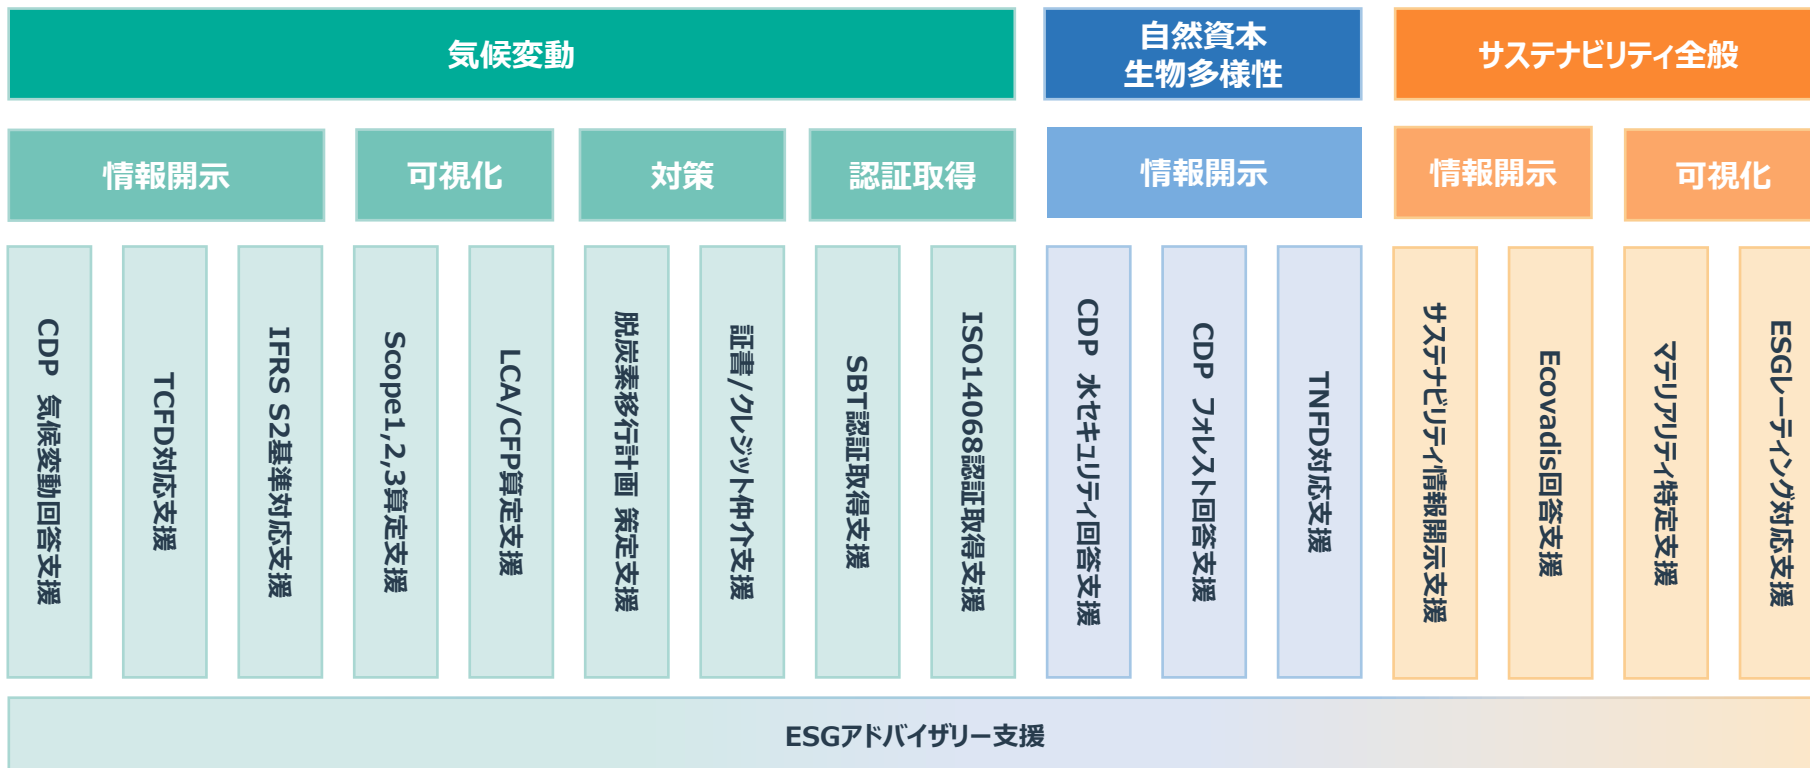 気候変動
自然資本
生物多様性
サステナビリティ全般
情報開示
可視化
対策
認証取得
情報開示
情報開示
可視化
CDP 気候変動回答支援
TCFD対応支援
IFRS S2基準対応支援
Scope1,2,3算定支援
LCA/CFP算定支援
脱炭素移行計画 策定支援
証書/クレジット仲介支援
SBT認証取得支援
ISO14068認証取得支援
CDP 水セキュリティ回答支援
CDP フォレスト回答支援
TNFD対応支援
サステナビリティ情報開示支援
Ecovadis回答支援
マテリアリティ特定支援
ESGレーティング対応支援
ESGアドバイザリー支援